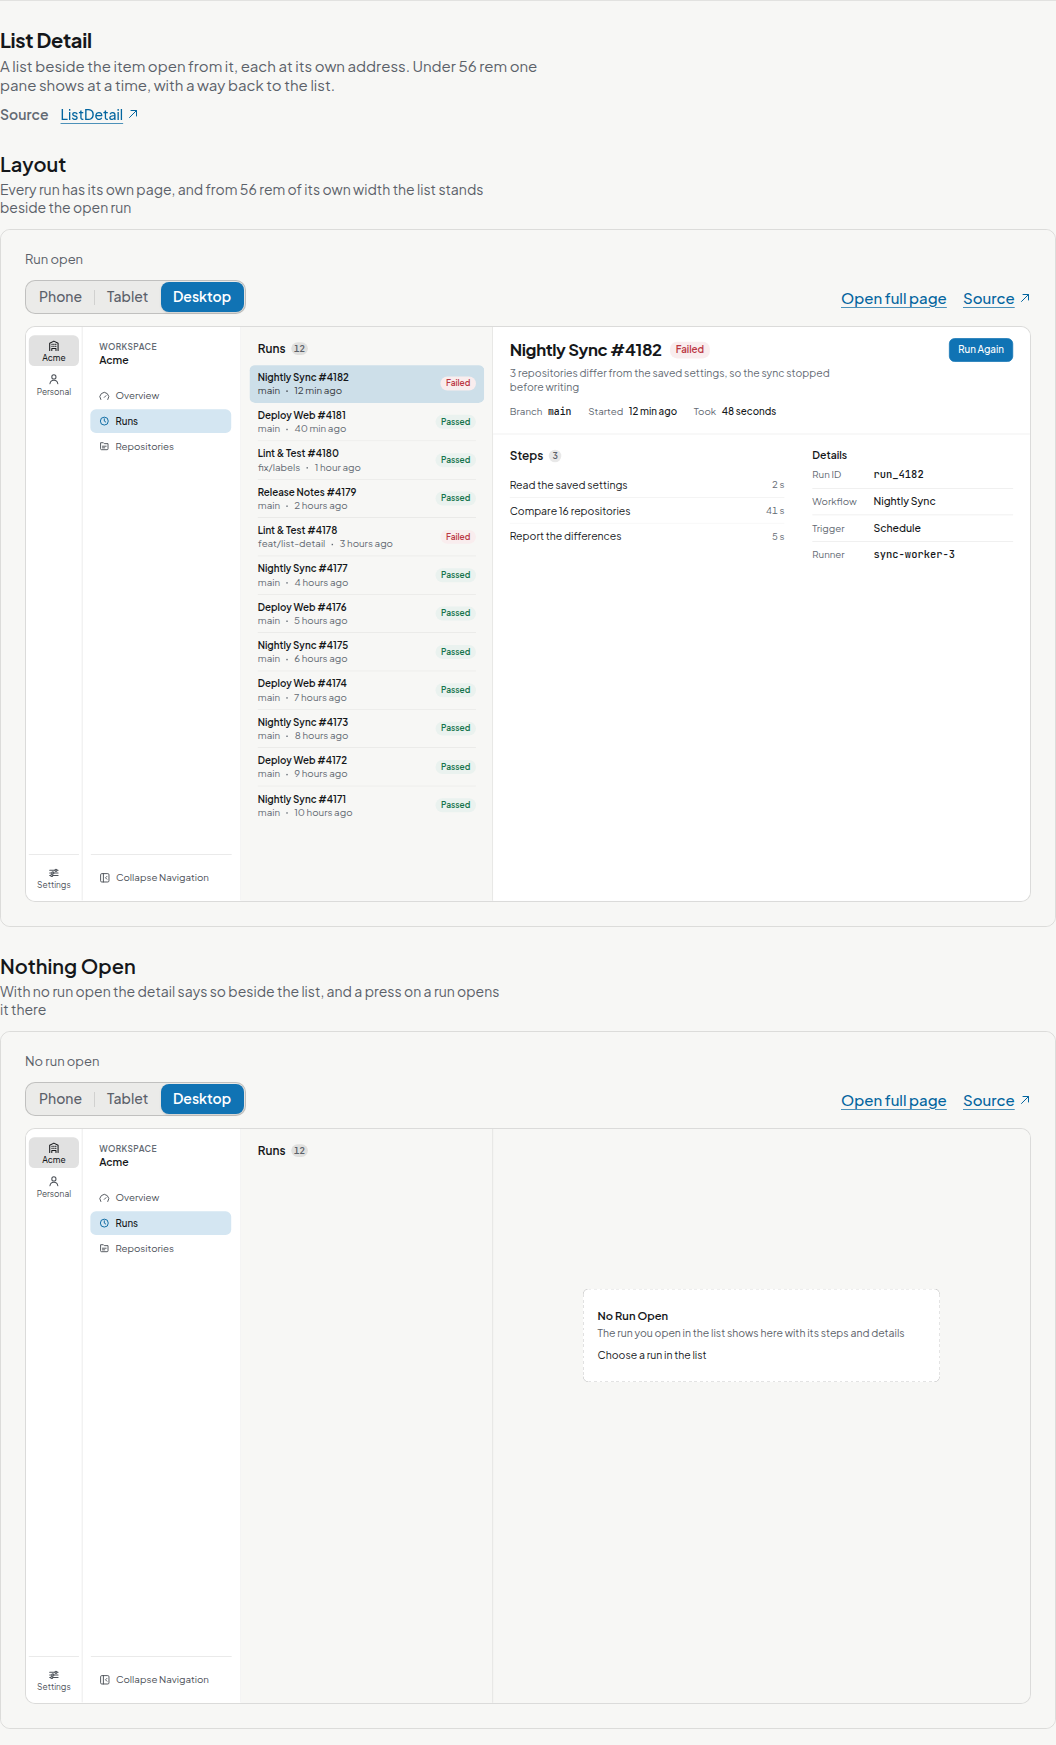 List Detail
A list beside the item open from it, each at its own address. Under 56 rem one
pane shows at a time, with a way back to the list.
Source ListDetail
Layout
Every run has its own page, and from 56 rem of its own width the list stands
beside the open run
Run open
Phone Tablet Desktop
Open full page Source
Acme
Personal
WORKSPACE
Acme
Overview
Runs
Repositories
Settings
Collapse Navigation
Runs 12
Nightly Sync #4182
main · 12 min ago
Failed
Deploy Web #4181
main · 40 min ago
Passed
Lint & Test #4180
fix/labels · 1 hour ago
Passed
Release Notes #4179
main · 2 hours ago
Passed
Lint & Test #4178
feat/list-detail · 3 hours ago
Failed
Nightly Sync #4177
main · 4 hours ago
Passed
Deploy Web #4176
main · 5 hours ago
Passed
Nightly Sync #4175
main · 6 hours ago
Passed
Deploy Web #4174
main · 7 hours ago
Passed
Nightly Sync #4173
main · 8 hours ago
Passed
Deploy Web #4172
main · 9 hours ago
Passed
Nightly Sync #4171
main · 10 hours ago
Passed
Nightly Sync #4182 Failed
Run Again
3 repositories differ from the saved settings, so the sync stopped
before writing
Branch main Started 12 min ago Took 48 seconds
Steps 3
Read the saved settings 2 s
Compare 16 repositories 41 s
Report the differences 5 s
Details
Run ID run_4182
Workflow Nightly Sync
Trigger Schedule
Runner sync-worker-3
Nothing Open
With no run open the detail says so beside the list, and a press on a run opens
it there
No run open
Phone Tablet Desktop
Open full page Source
Acme
Personal
WORKSPACE
Acme
Overview
Runs
Repositories
Settings
Collapse Navigation
Runs 12
No Run Open
The run you open in the list shows here with its steps and details
Choose a run in the list